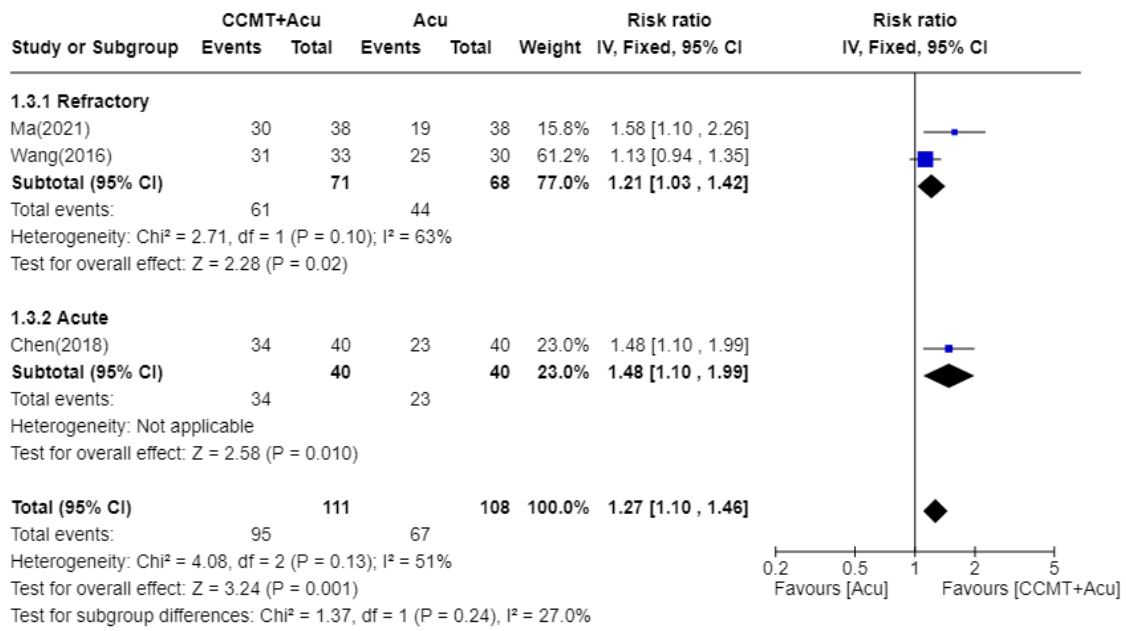 CCMT+Acu Acu Risk ratio Risk ratio
Study or Subgroup Events Total Events Total Weight IV, Fixed, 95% CI IV, Fixed, 95% CI
1.3.1 Refractory
Ma(2021) 30 38 19 38 15.8% 1.58 [1.10 , 2.26]
Wang(2016) 31 33 25 30 61.2% 1.13 [0.94 , 1.35]
Subtotal (95% CI) 71 68 77.0% 1.21 [1.03 , 1.42]
Total events: 61 44
Heterogeneity: Chi² = 2.71, df = 1 (P = 0.10); I² = 63%
Test for overall effect: Z = 2.28 (P = 0.02)
1.3.2 Acute
Chen(2018) 34 40 23 40 23.0% 1.48 [1.10 , 1.99]
Subtotal (95% CI) 40 40 23.0% 1.48 [1.10 , 1.99]
Total events: 34 23
Heterogeneity: Not applicable
Test for overall effect: Z = 2.58 (P = 0.010)
Total (95% CI) 111 108 100.0% 1.27 [1.10 , 1.46]
Total events: 95 67
Heterogeneity: Chi² = 4.08, df = 2 (P = 0.13); I² = 51%
Test for overall effect: Z = 3.24 (P = 0.001)
Test for subgroup differences: Chi² = 1.37, df = 1 (P = 0.24), I² = 27.0%
0.2 0.5 1 2 5
Favours [Acu] Favours [CCMT+Acu]